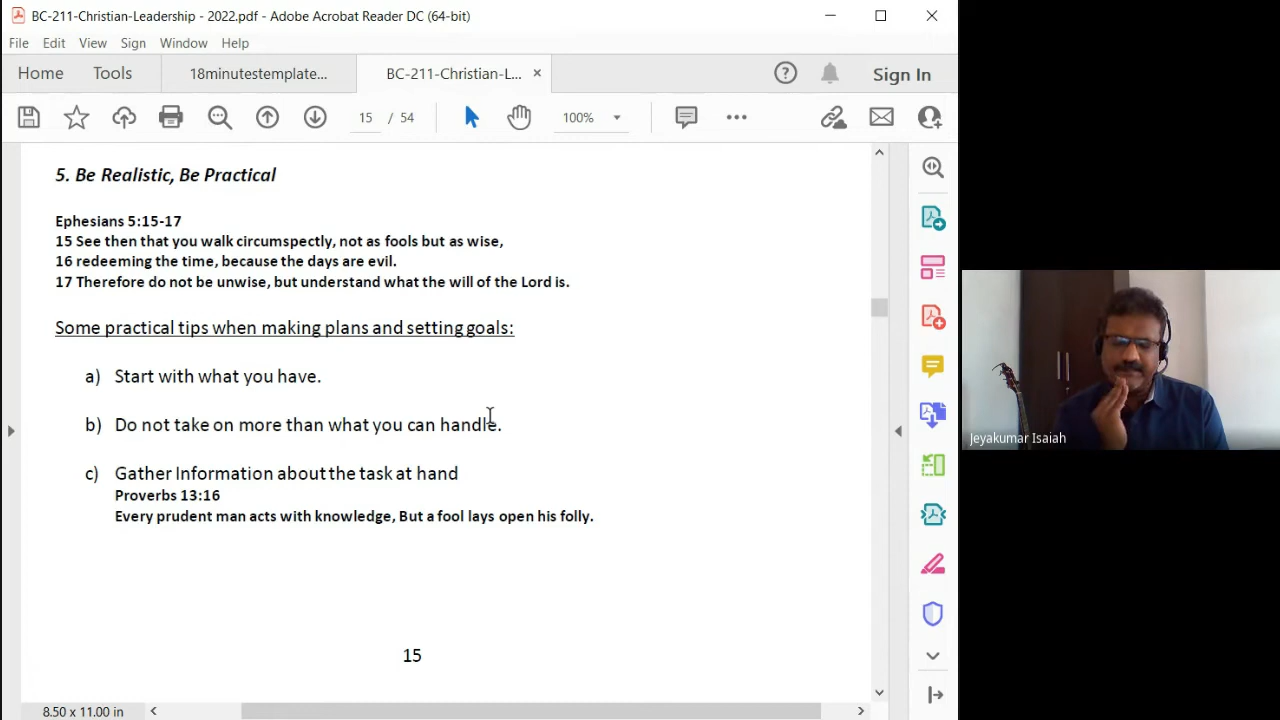 BC-211-Christian-Leadership - 2022.pdf - Adobe Acrobat Reader DC (64-bit)
File Edit View Sign Window Help
Home Tools 18minutestemplate... BC-211-Christian-L... Sign In
15 / 54 100%
5. Be Realistic, Be Practical
Ephesians 5:15-17
15 See then that you walk circumspectly, not as fools but as wise,
16 redeeming the time, because the days are evil.
17 Therefore do not be unwise, but understand what the will of the Lord is.
Some practical tips when making plans and setting goals:
a) Start with what you have.
b) Do not take on more than what you can handle.
c) Gather Information about the task at hand
Proverbs 13:16
Every prudent man acts with knowledge, But a fool lays open his folly.
15
8.50 x 11.00 in
Jeyakumar Isaiah